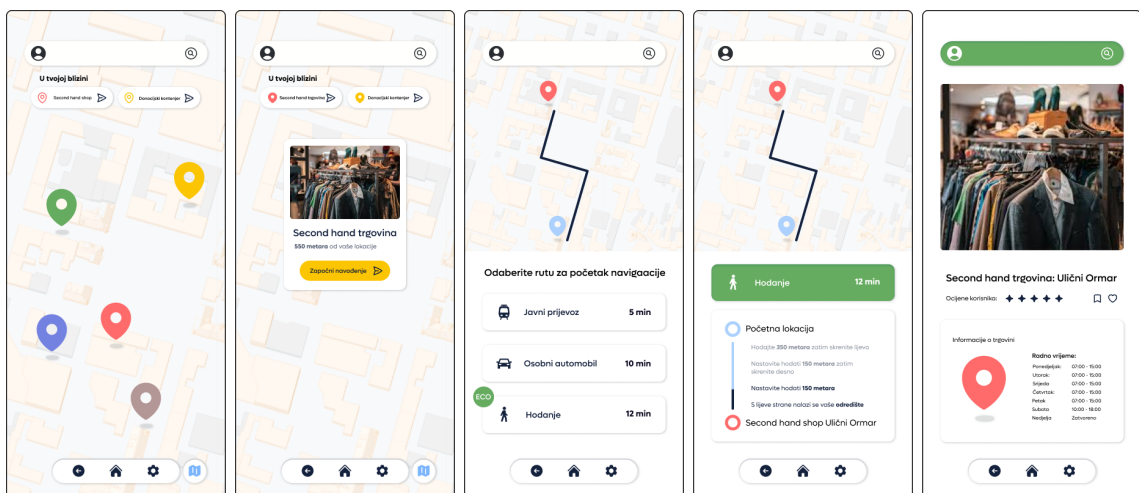 U tvojoj blizini
Second hand shop
Donacijski kontenjer
U tvojoj blizini
Second hand trgovina
Donacijski kontenjer
Second hand trgovina
550 metara od vaše lokacije
Započni navođenje
Odaberite rutu za početak navigaacije
Javni prijevoz 5 min
Osobni automobil 10 min
ECO
Hodanje 12 min
Hodanje 12 min
Početna lokacija
Hodajte 350 metara zatim skrenite lijevo
Nastavite hodati 150 metara zatim
skrenite desno
Nastavite hodati 150 metara
S lijeve strane nalazi se vaše odredište
Second hand shop Ulični Ormar
Second hand trgovina: Ulični Ormar
Ocijene korisnika:
Informacije o trgovini
Radno vrijeme:
Ponedjeljak: 07:00 - 15:00
Utorak: 07:00 - 15:00
Srijeda 07:00 - 15:00
Četvrtak: 07:00 - 15:00
Petak 07:00 - 15:00
Subota 10:00 - 18:00
Nedjelja Zatvoreno